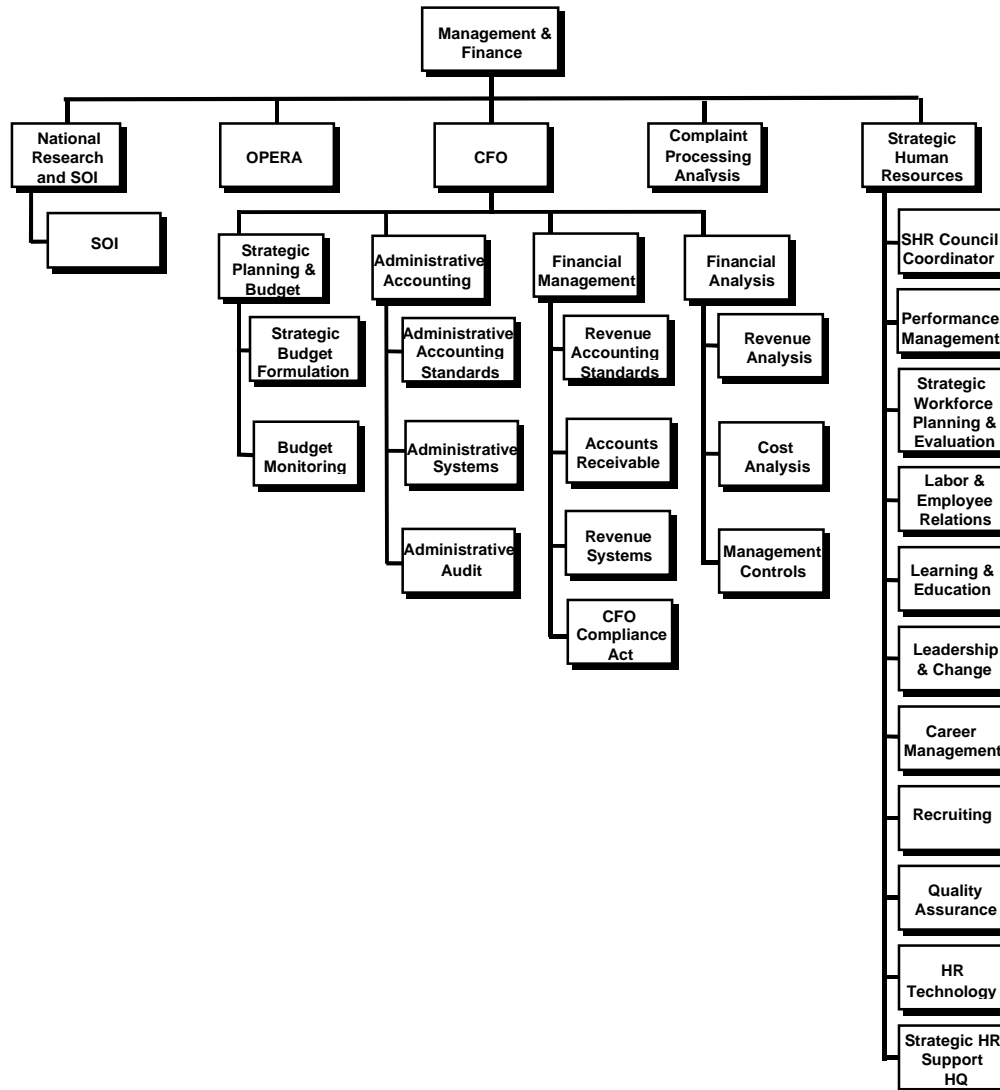 Management &
Finance
National
Research
and SOI
OPERA
CFO
Complaint
Processing
Analysis
Strategic
Human
Resources
SOI
Strategic
Planning &
Budget
Administrative
Accounting
Financial
Management
Financial
Analysis
SHR Council
Coordinator
Strategic
Budget
Formulation
Administrative
Accounting
Standards
Revenue
Accounting
Standards
Revenue
Analysis
Performance
Management
Strategic
Workforce
Planning &
Evaluation
Budget
Monitoring
Administrative
Systems
Accounts
Receivable
Cost
Analysis
Labor &
Employee
Relations
Administrative
Audit
Revenue
Systems
Management
Controls
Learning &
Education
CFO
Compliance
Act
Leadership
& Change
Career
Management
Recruiting
Quality
Assurance
HR
Technology
Strategic HR
Support
HQ